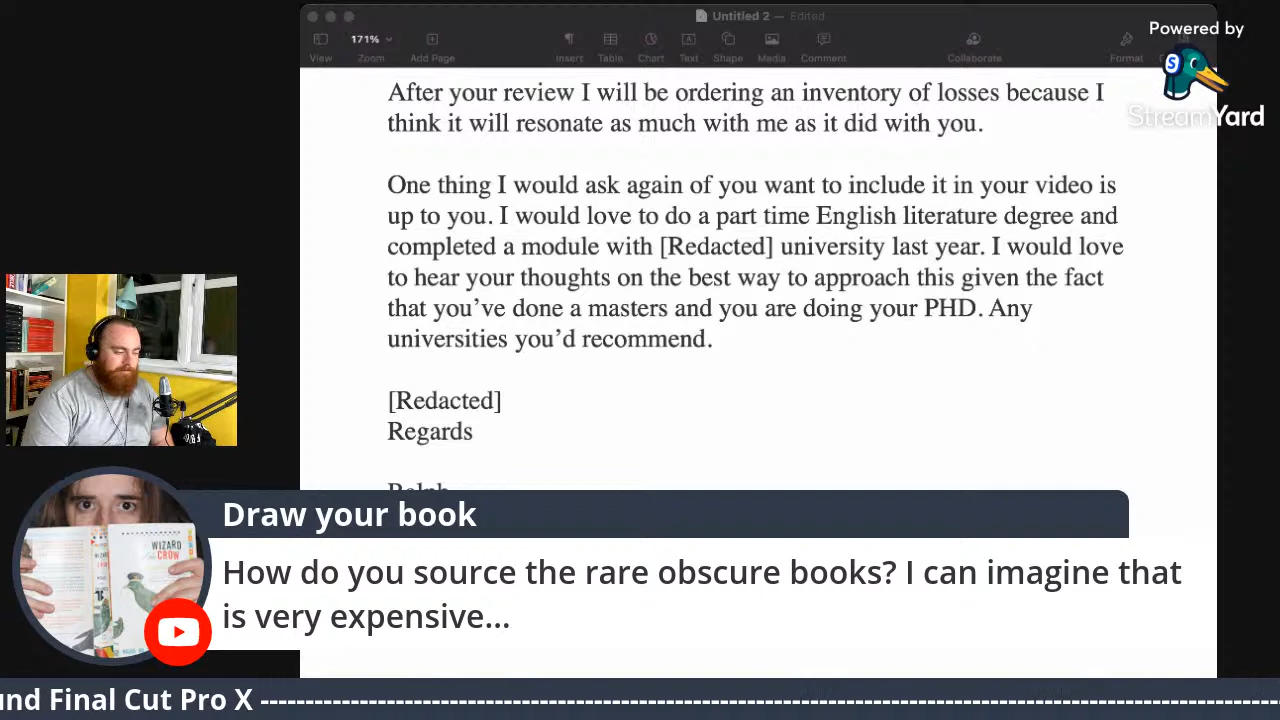 Untitled 2 — Edited
171%
View Zoom Add Page Insert Table Chart Text Shape Media Comment Collaborate Format
Powered by
StreamYard
After your review I will be ordering an inventory of losses because I
think it will resonate as much with me as it did with you.
One thing I would ask again of you want to include it in your video is
up to you. I would love to do a part time English literature degree and
completed a module with [Redacted] university last year. I would love
to hear your thoughts on the best way to approach this given the fact
that you’ve done a masters and you are doing your PHD. Any
universities you’d recommend.
[Redacted]
Regards
Ralph
Draw your book
WIZARD
CROW
How do you source the rare obscure books? I can imagine that
is very expensive...
und Final Cut Pro X ----------------------------------------------------------------